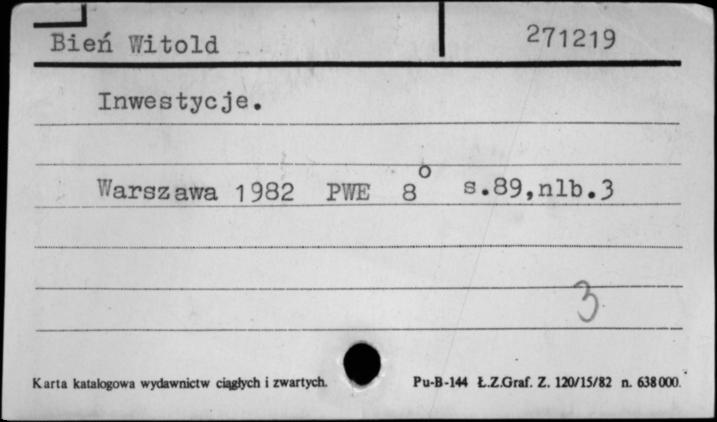 Bień Witold 271219
Inwestycje.
Warszawa 1982 PWE 8° s.89,nlb.3
3
Karta katalogowa wydawnictw ciągłych i zwartych. Pu-B-144 Ł.Z.Graf. Z. 120/15/82 n. 638000.